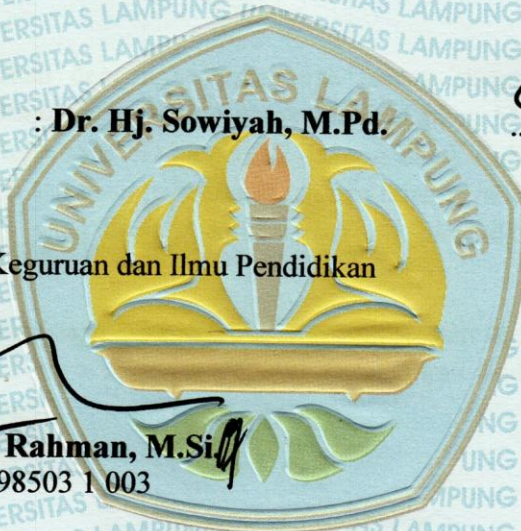 UNIVERSITAS LAMPUNG
: Dr. Hj. Sowiyah, M.Pd.
Keguruan dan Ilmu Pendidikan
Rahman, M.Si.
98503 1 003